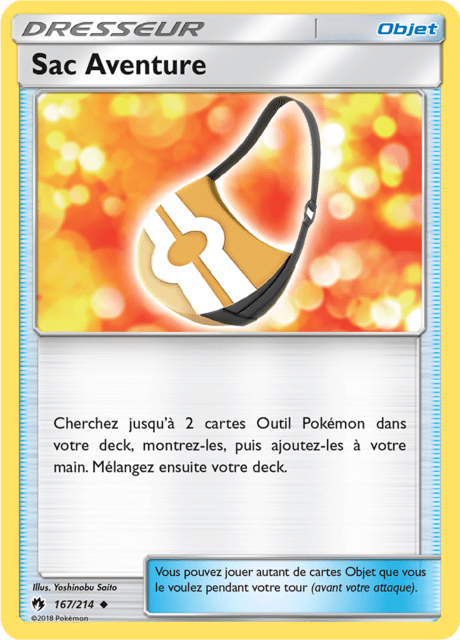 DRESSEUR
Objet
Sac Aventure
Cherchez jusqu'à 2 cartes Outil Pokémon dans
votre deck, montrez-les, puis ajoutez-les à votre
main. Mélangez ensuite votre deck.
Illus. Yoshinobu Saito
167/214
©2018 Pokémon
Vous pouvez jouer autant de cartes Objet que vous
le voulez pendant votre tour (avant votre attaque).